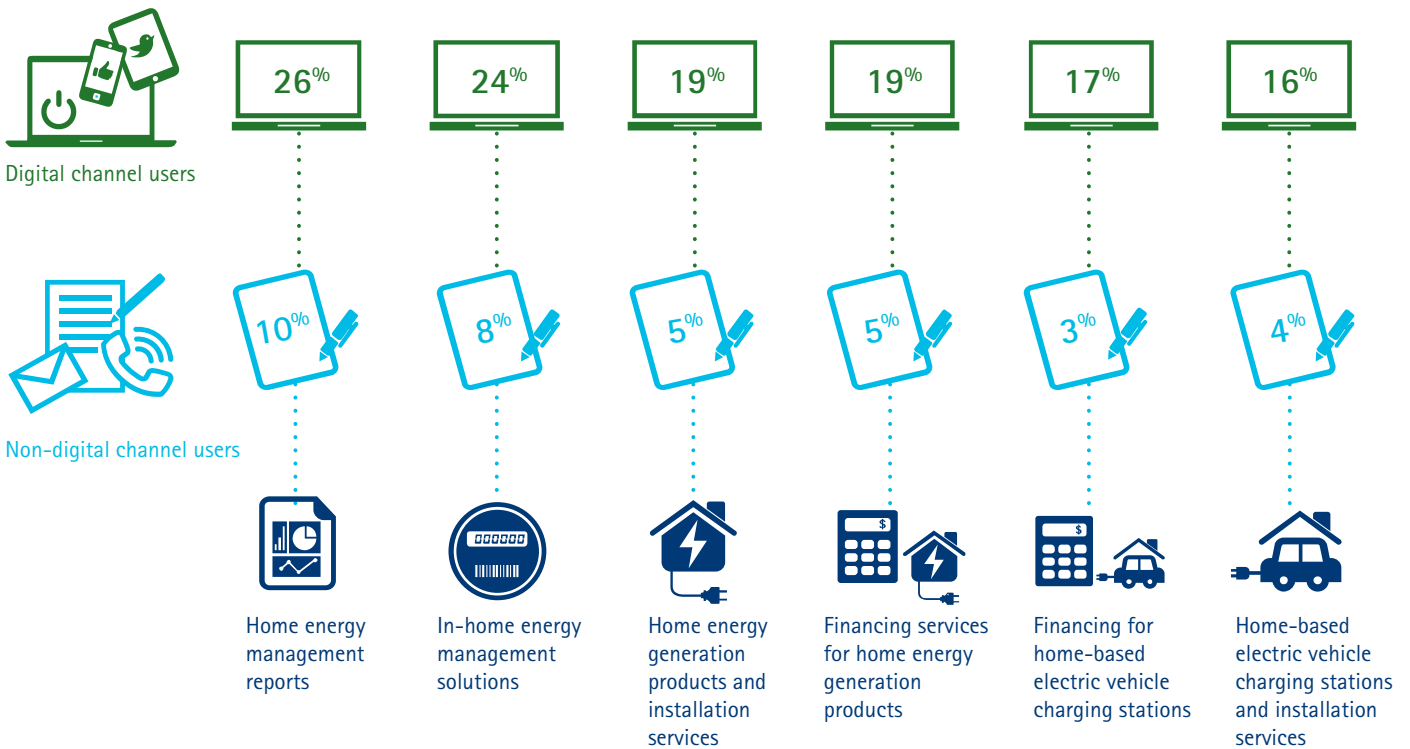 26%
24%
19%
19%
17%
16%
Digital channel users
10%
8%
5%
5%
3%
4%
Non-digital channel users
000000
$
$
Home energy
management
reports
In-home energy
management
solutions
Home energy
generation
products and
installation
services
Financing services
for home energy
generation
products
Financing for
home-based
electric vehicle
charging stations
Home-based
electric vehicle
charging stations
and installation
services